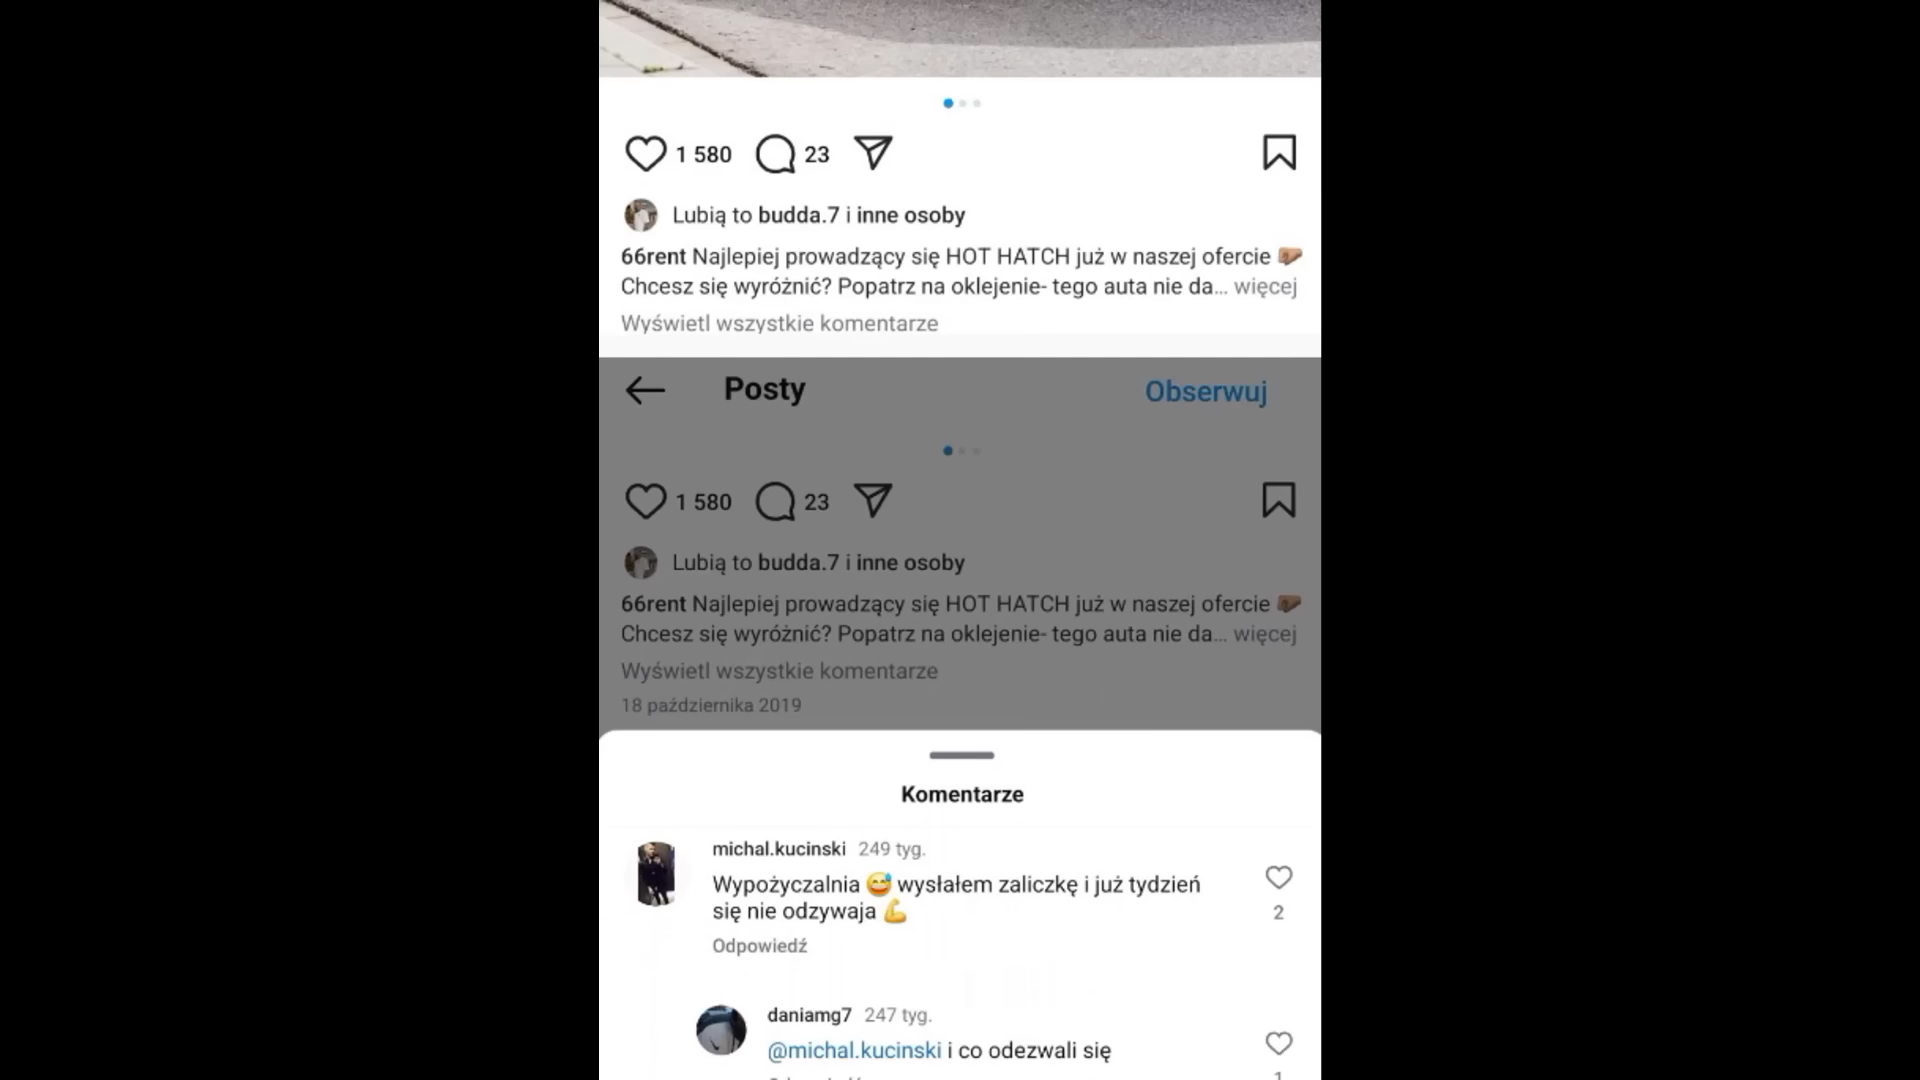 1 580 23
Lubią to budda.7 i inne osoby
66rent Najlepiej prowadzący się HOT HATCH już w naszej ofercie
Chcesz się wyróżnić? Popatrz na oklejenie- tego auta nie da... więcej
Wyświetl wszystkie komentarze
Posty Obserwuj
1 580 23
Lubią to budda.7 i inne osoby
66rent Najlepiej prowadzący się HOT HATCH już w naszej ofercie
Chcesz się wyróżnić? Popatrz na oklejenie- tego auta nie da... więcej
Wyświetl wszystkie komentarze
18 października 2019
Komentarze
michal.kucinski 249 tyg.
Wypożyczalnia 😅 wysłałem zaliczkę i już tydzień
się nie odzywaja 💪
2
Odpowiedź
daniamg7 247 tyg.
@michal.kucinski i co odezwali się